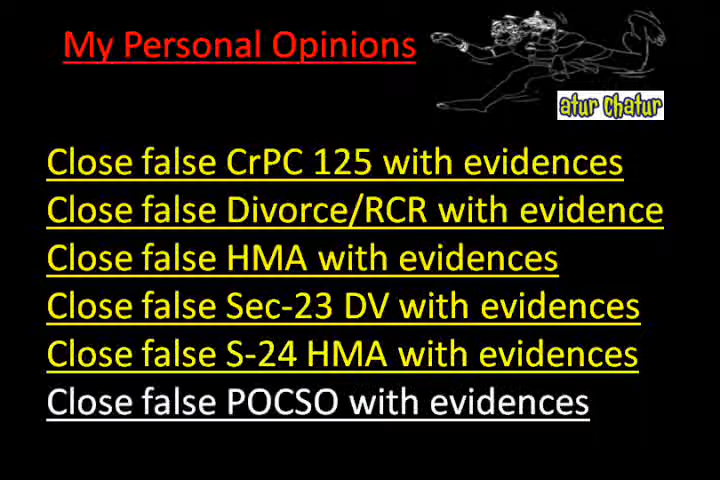 My Personal Opinions
atur Chatur
Close false CrPC 125 with evidences
Close false Divorce/RCR with evidence
Close false HMA with evidences
Close false Sec-23 DV with evidences
Close false S-24 HMA with evidences
Close false POCSO with evidences